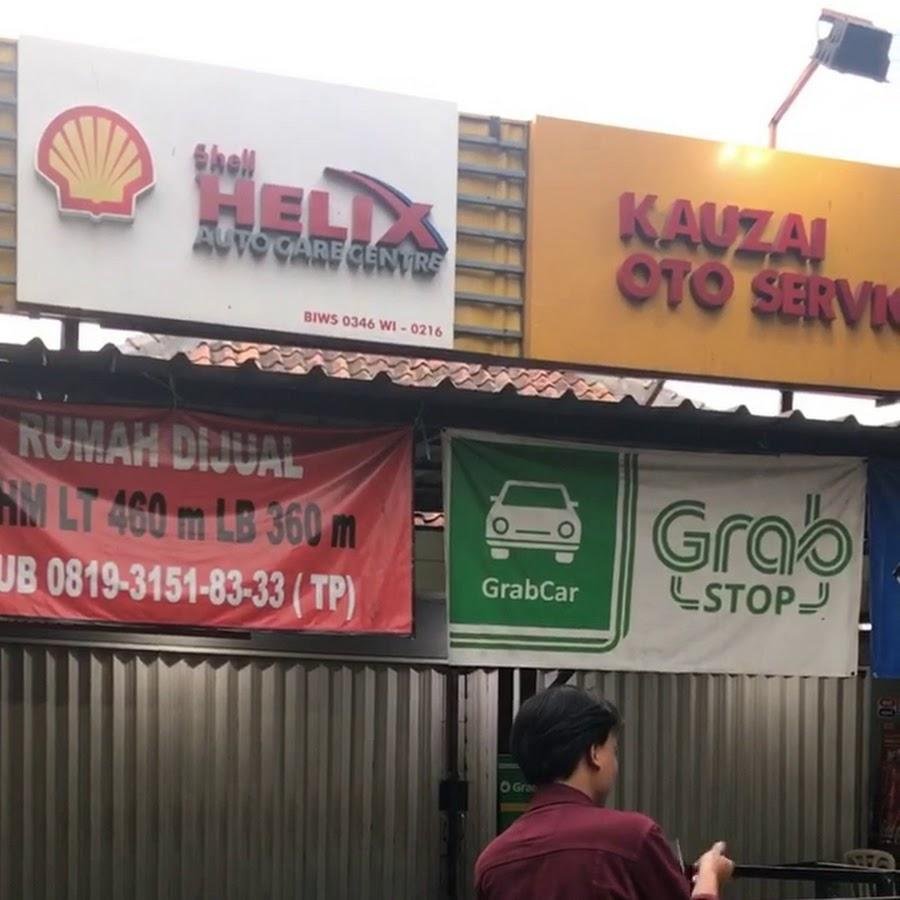 Shell
HELIX
AUTO CARE CENTRE
BIWS 0346 WI - 0216
KAUZAI
OTO SERVIC
RUMAH DIJUAL
HM LT 460 m LB 360 m
UB 0819-3151-83-33 ( TP)
GrabCar
Grab
STOP
Gra